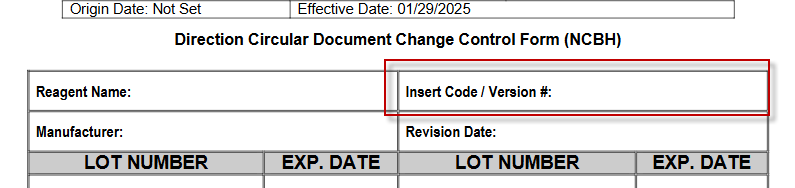 Origin Date: Not Set Effective Date: 01/29/2025
Direction Circular Document Change Control Form (NCBH)
Reagent Name: Insert Code / Version #:
Manufacturer: Revision Date:
LOT NUMBER EXP. DATE LOT NUMBER EXP. DATE